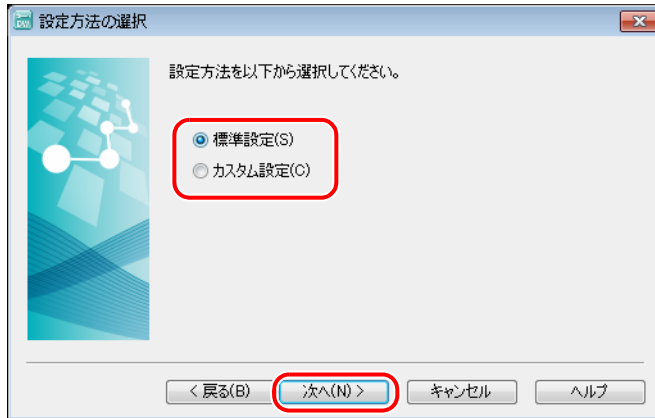 設定方法の選択
設定方法を以下から選択してください。
標準設定(S)
カスタム設定(C)
< 戻る(B) 次へ(N) > キャンセル ヘルプ